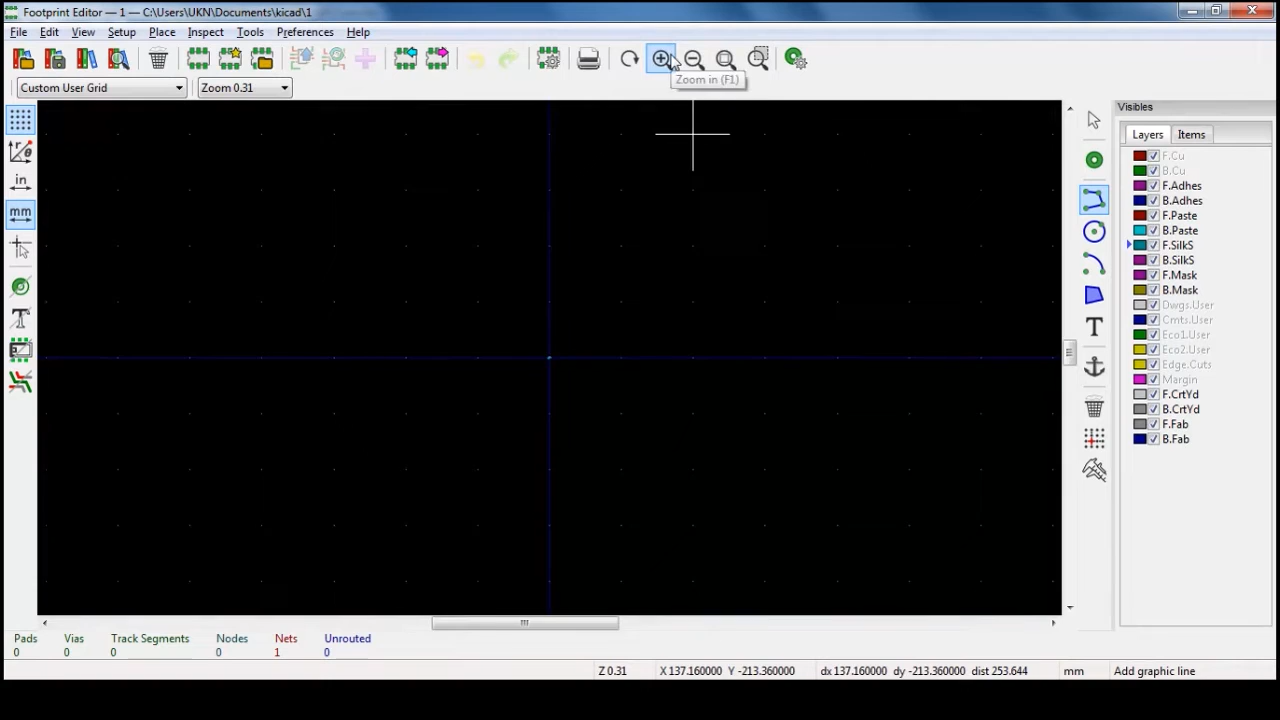 Footprint Editor — 1 — C:\Users\UKN\Documents\kicad\1
File Edit View Setup Place Inspect Tools Preferences Help
Zoom in (F1)
Custom User Grid Zoom 0.31
in
mm
T
Visibles
Layers Items
F.Cu
B.Cu
F.Adhes
B.Adhes
F.Paste
B.Paste
F.SilkS
B.SilkS
F.Mask
B.Mask
Dwgs.User
Cmts.User
Eco1.User
Eco2.User
Edge.Cuts
Margin
F.CrtYd
B.CrtYd
F.Fab
B.Fab
Pads Vias Track Segments Nodes Nets Unrouted
0 0 0 0 1 0
Z 0.31 X 137.160000 Y -213.360000 dx 137.160000 dy -213.360000 dist 253.644 mm Add graphic line